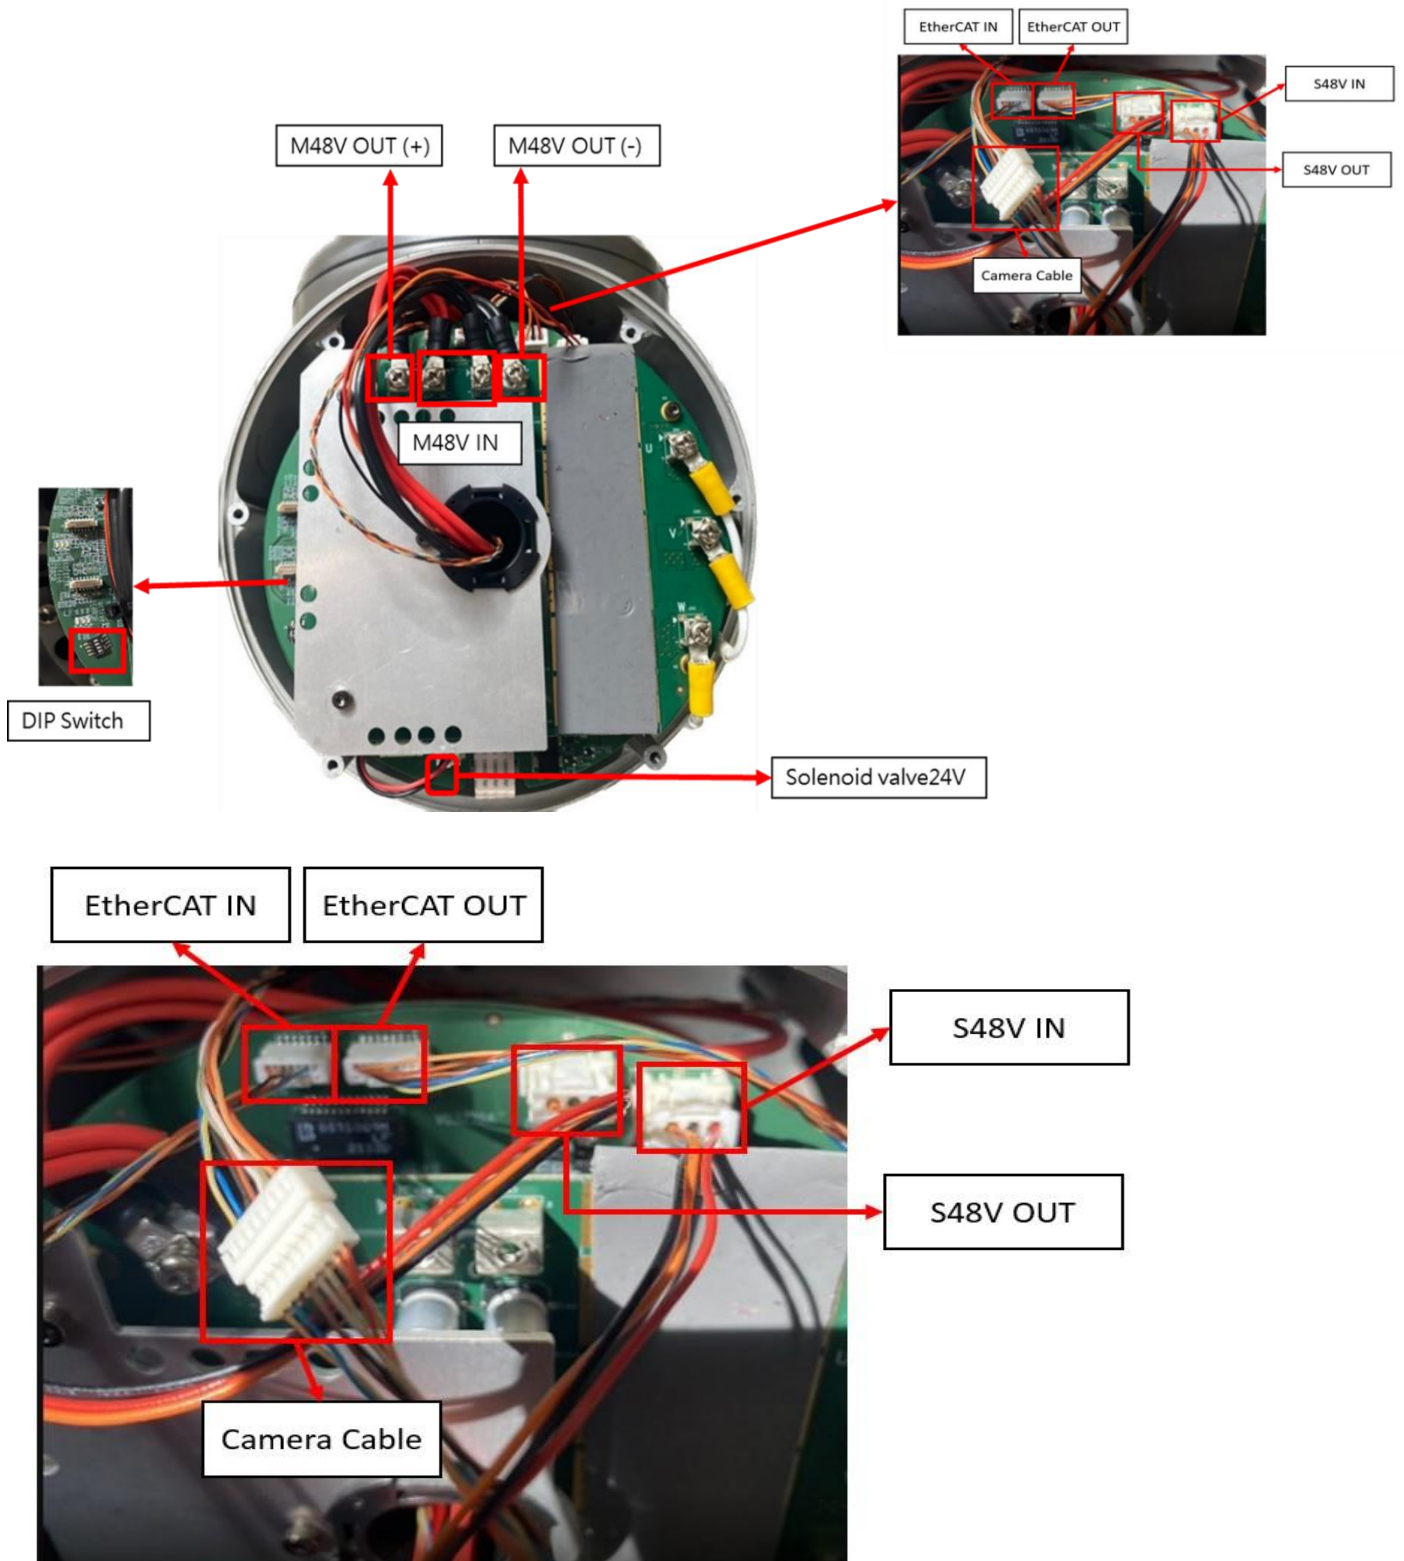 EtherCAT IN
EtherCAT OUT
S48V IN
S48V OUT
Camera Cable
M48V OUT (+)
M48V OUT (-)
M48V IN
U
V
W
DIP Switch
Solenoid valve24V
EtherCAT IN
EtherCAT OUT
S48V IN
S48V OUT
Camera Cable